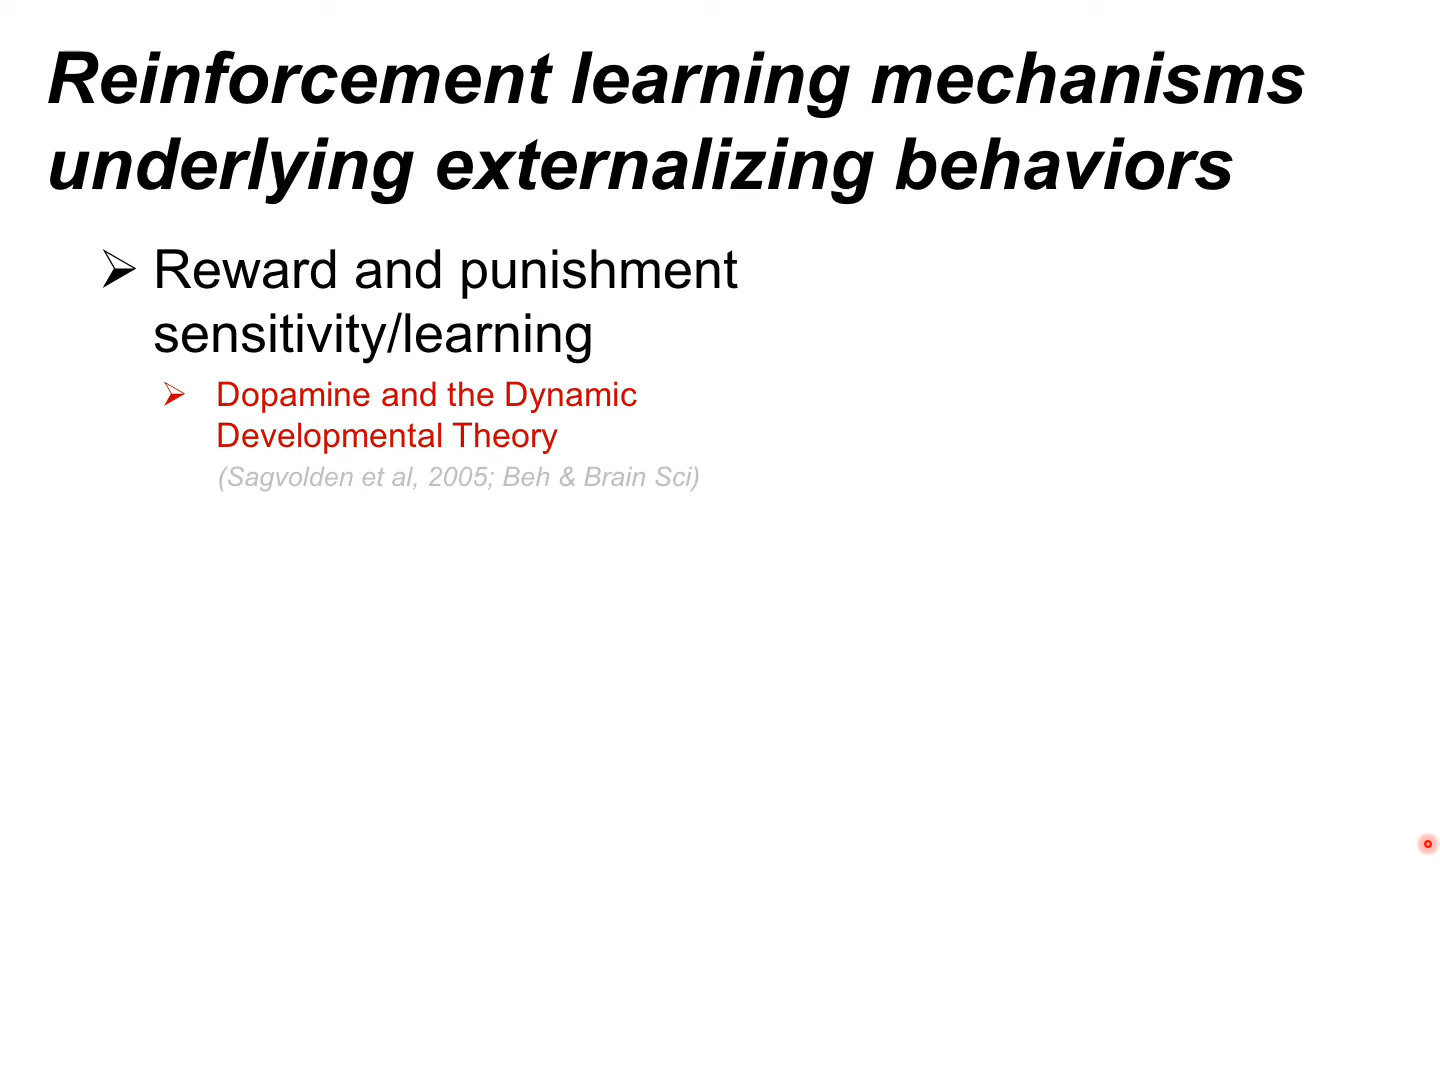 Reinforcement learning mechanisms
underlying externalizing behaviors
➢ Reward and punishment
sensitivity/learning
➢ Dopamine and the Dynamic
Developmental Theory
(Sagvolden et al, 2005; Beh & Brain Sci)